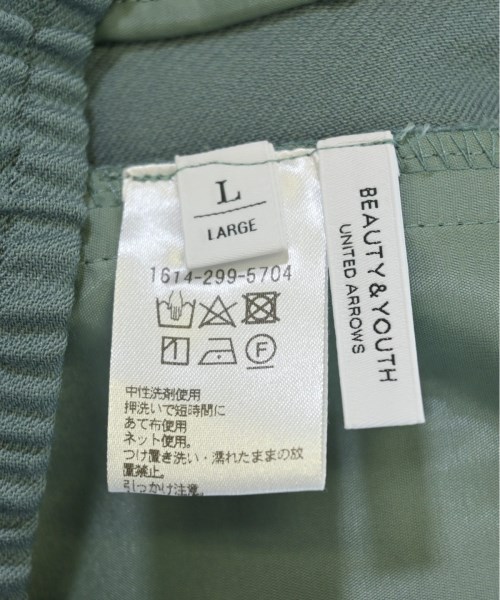 L
LARGE
1614-299-5704
F
中性洗剤使用
押洗いで短時間に
あて布使用
ネット使用。
つけ置き洗い・濡れたままの放
置禁止。
引っかけ注意。
BEAUTY & YOUTH
UNITED ARROWS